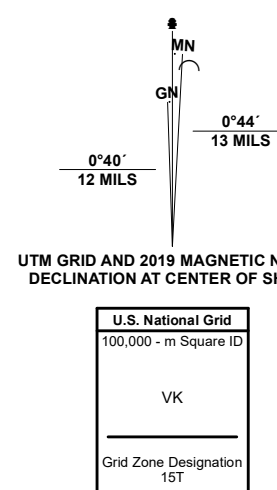 MN
GN
0°44´
13 MILS
0°40´
12 MILS
UTM GRID AND 2019 MAGNETIC N
DECLINATION AT CENTER OF SH
U.S. National Grid
100,000 - m Square ID
VK
Grid Zone Designation
15T